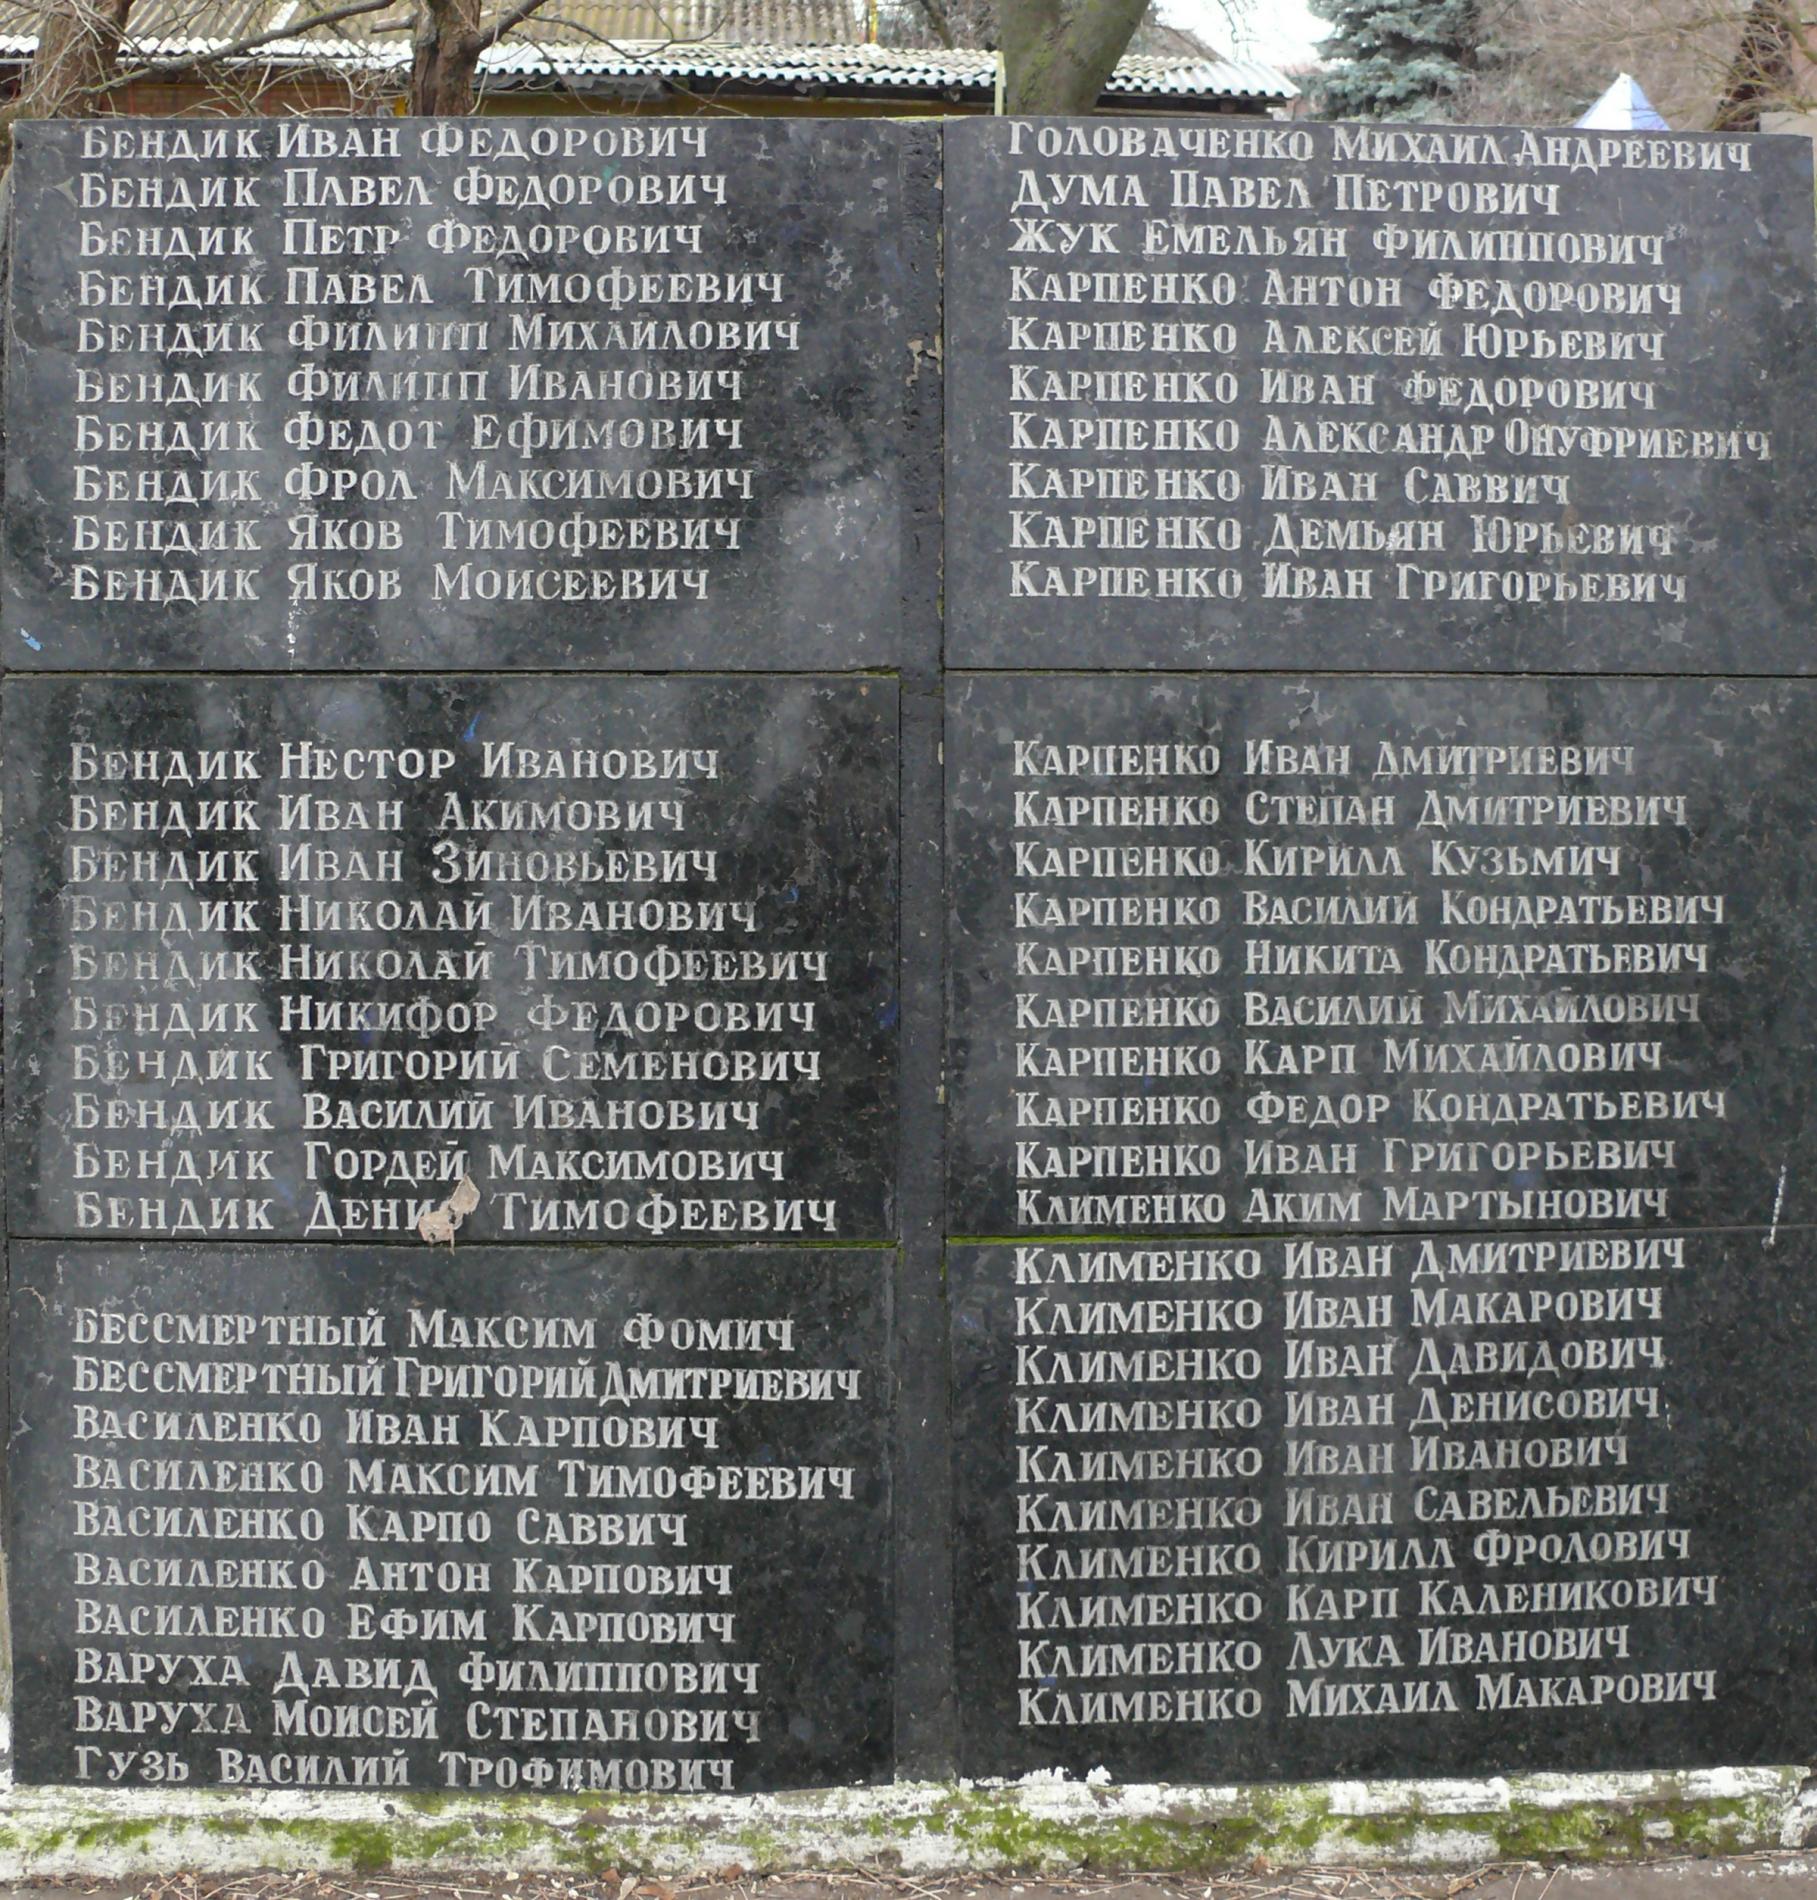 Бендик Иван Федорович
Бендик Павел Федорович
Бендик Петр Федорович
Бендик Павел Тимофеевич
Бендик Филипп Михайлович
Бендик Филипп Иванович
Бендик Федот Ефимович
Бендик Фрол Максимович
Бендик Яков Тимофеевич
Бендик Яков Моисеевич
Бендик Нестор Иванович
Бендик Иван Акимович
Бендик Иван Зиновьевич
Бендик Николай Иванович
Бендик Николай Тимофеевич
Бендик Никифор Федорович
Бендик Григорий Семенович
Бендик Василий Иванович
Бендик Гордей Максимович
Бендик Тимофеевич
Бессмертный Максим Фомич
Бессмертный Григорий Дмитриевич
Василенко Иван Карпович
Василенко Максим Тимофеевич
Василенко Карпо Саввич
Василенко Антон Карпович
Василенко Ефим Карпович
Варуха Давид Филиппович
Варуха Моисей Степанович
Гузь Василий Трофимович
Головаченко Михаил Андреевич
Дума Павел Петрович
Жук Емельян Филиппович
Карпенко Антон Федорович
Карпенко Алексей Юрьевич
Карпенко Иван Федорович
Карпенко Александр Онуфриевич
Карпенко Иван Саввич
Карпенко Демьян Юрьевич
Карпенко Иван Григорьевич
Карпенко Иван Дмитриевич
Карпенко Степан Дмитриевич
Карпенко Кирилл Кузьмич
Карпенко Василий Кондратьевич
Карпенко Никита Кондратьевич
Карпенко Василий Михайлович
Карпенко Карп Михайлович
Карпенко Федор Кондратьевич
Карпенко Иван Григорьевич
Клименко Аким Мартынович
Клименко Иван Дмитриевич
Клименко Иван Макарович
Клименко Иван Давидович
Клименко Иван Денисович
Клименко Иван Иванович
Клименко Иван Савельевич
Клименко Кирилл Фролович
Клименко Карп Каленикович
Клименко Лука Иванович
Клименко Михаил Макарович